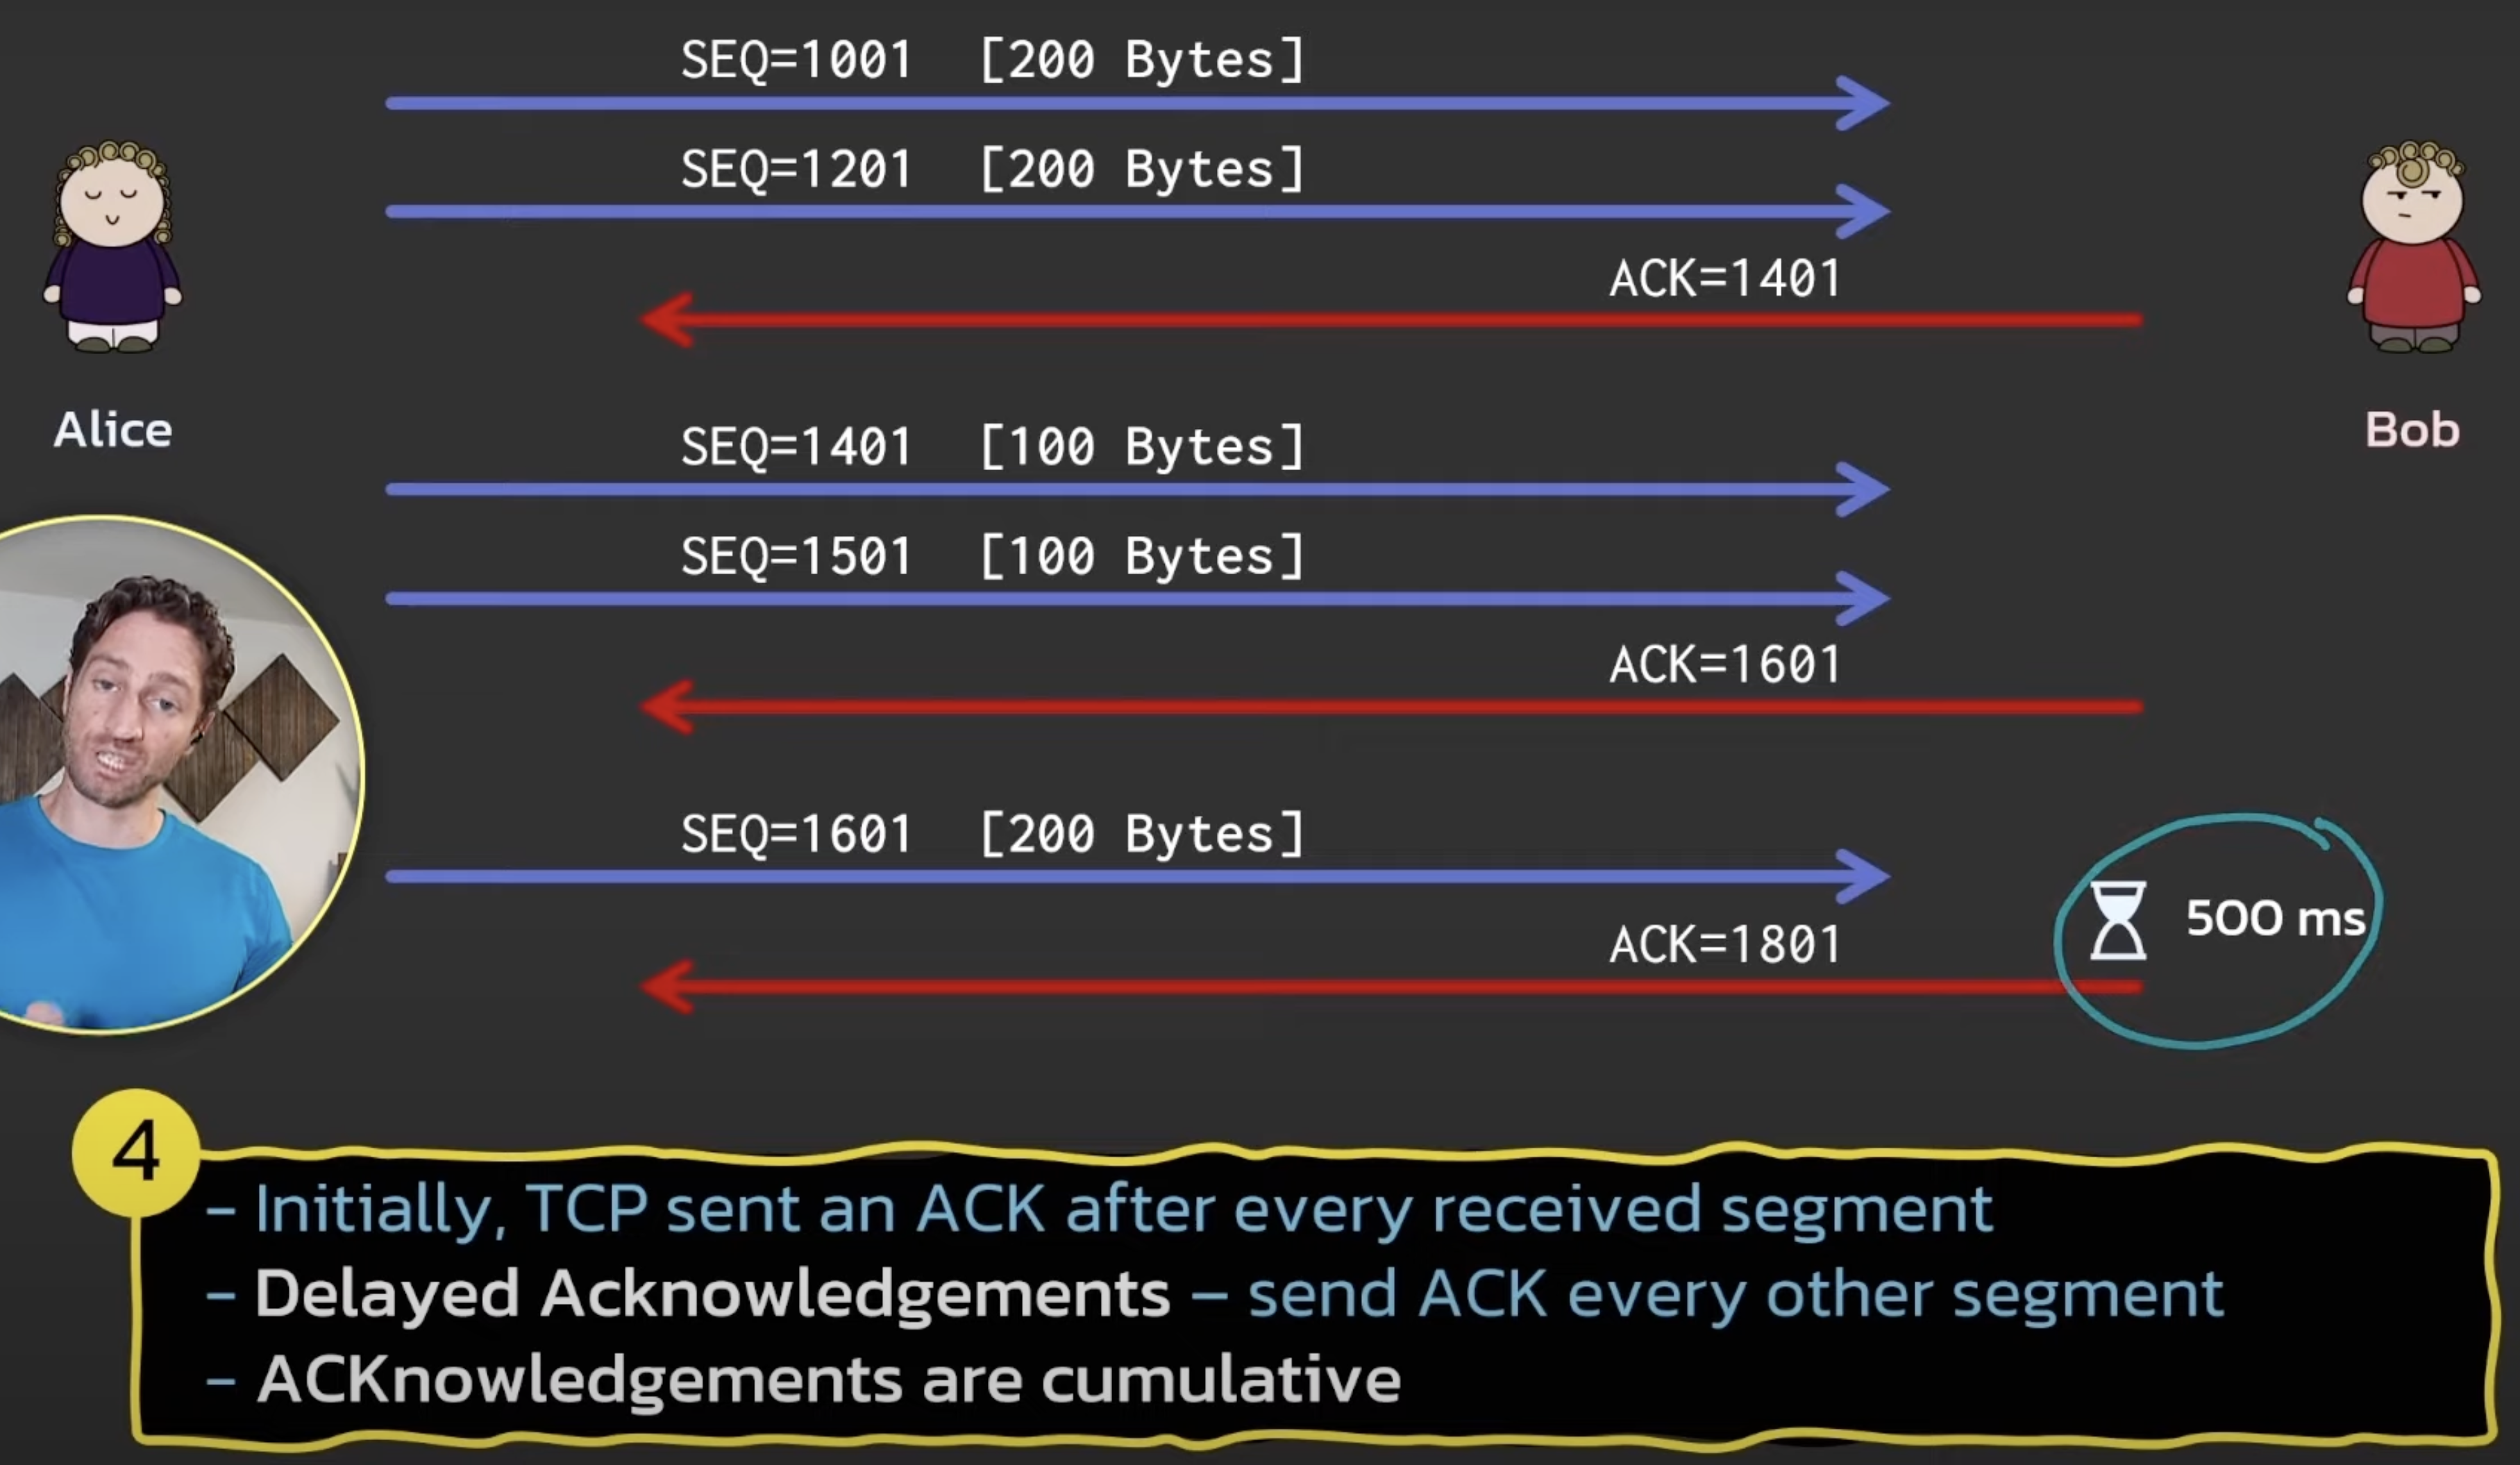 SEQ=1001 [200 Bytes]
SEQ=1201 [200 Bytes]
ACK=1401
Alice
Bob
SEQ=1401 [100 Bytes]
SEQ=1501 [100 Bytes]
ACK=1601
SEQ=1601 [200 Bytes]
500 ms
ACK=1801
4
– Initially, TCP sent an ACK after every received segment
– Delayed Acknowledgements – send ACK every other segment
– ACKnowledgements are cumulative